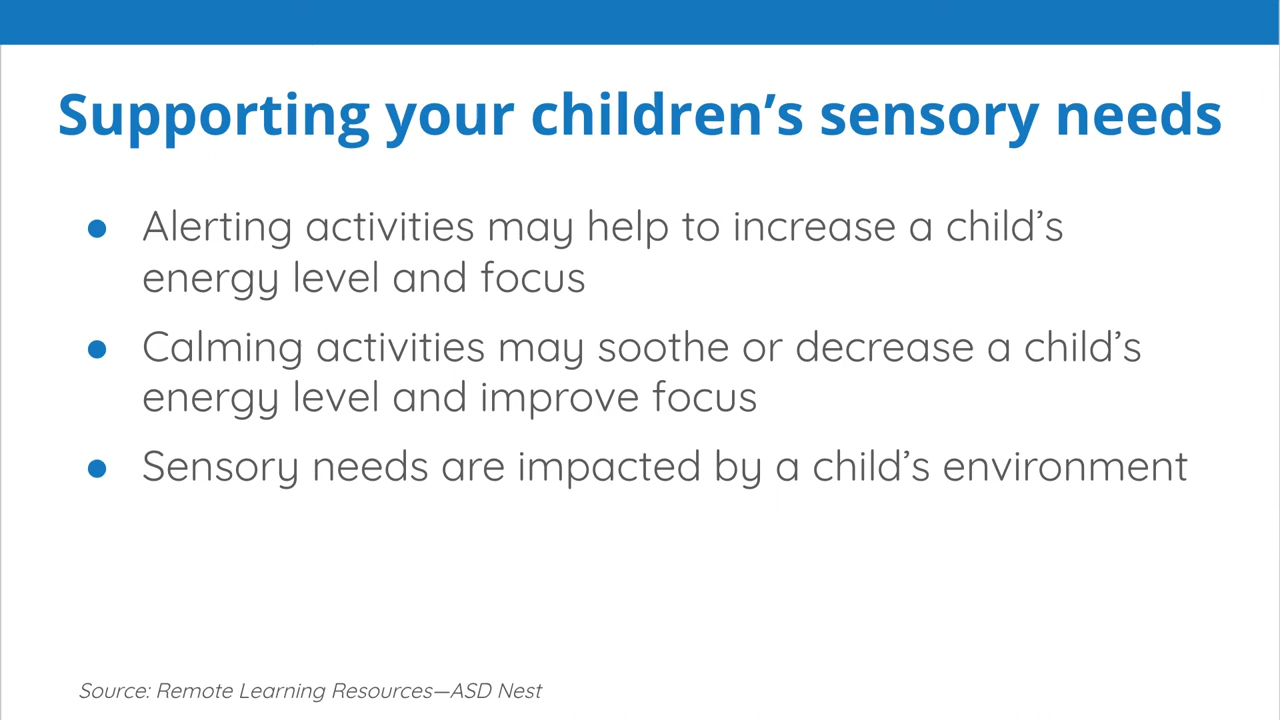 Supporting your children’s sensory needs
● Alerting activities may help to increase a child’s
energy level and focus
● Calming activities may soothe or decrease a child’s
energy level and improve focus
● Sensory needs are impacted by a child’s environment
Source: Remote Learning Resources—ASD Nest